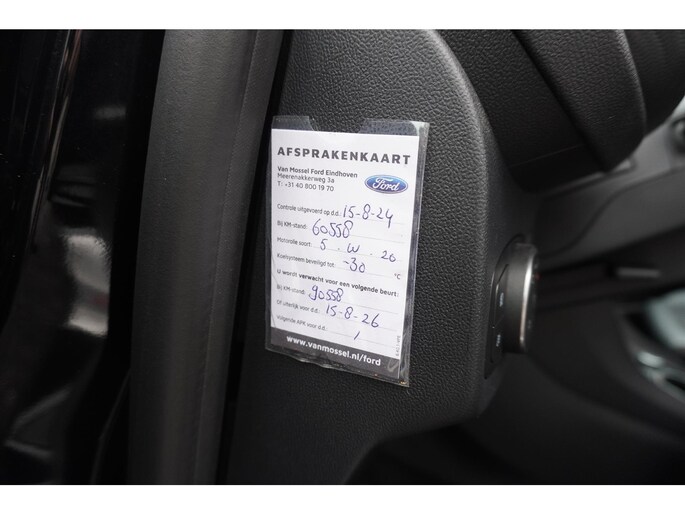 AFSPRAKENKAART
Van Mossel Ford Eindhoven
Meerenakkerweg 3a
T: +31 40 800 19 70
Ford
Controle uitgevoerd op d.d.: 15-8-24
Bij KM-stand: 60558
Motorolie soort: 5 . W . 20
Koelsysteem beveiligd tot: -30 °C
U wordt verwacht voor een volgende beurt:
Bij KM-stand: 90558
Of uiterlijk voor d.d.: 15-8-26
Volgende APK voor d.d.:
www.vanmossel.nl/ford